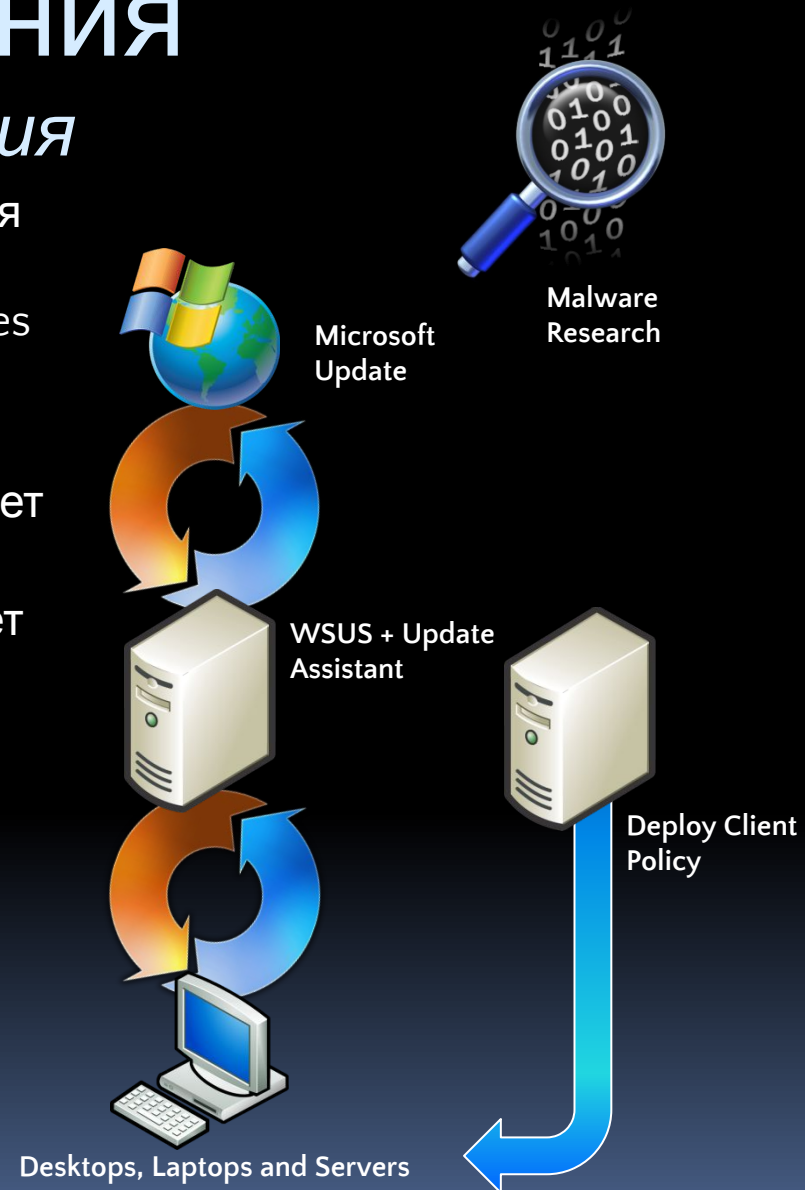 ния
ия
я
es
ет
ет
Malware
Research
Microsoft
Update
WSUS + Update
Assistant
Deploy Client
Policy
Desktops, Laptops and Servers